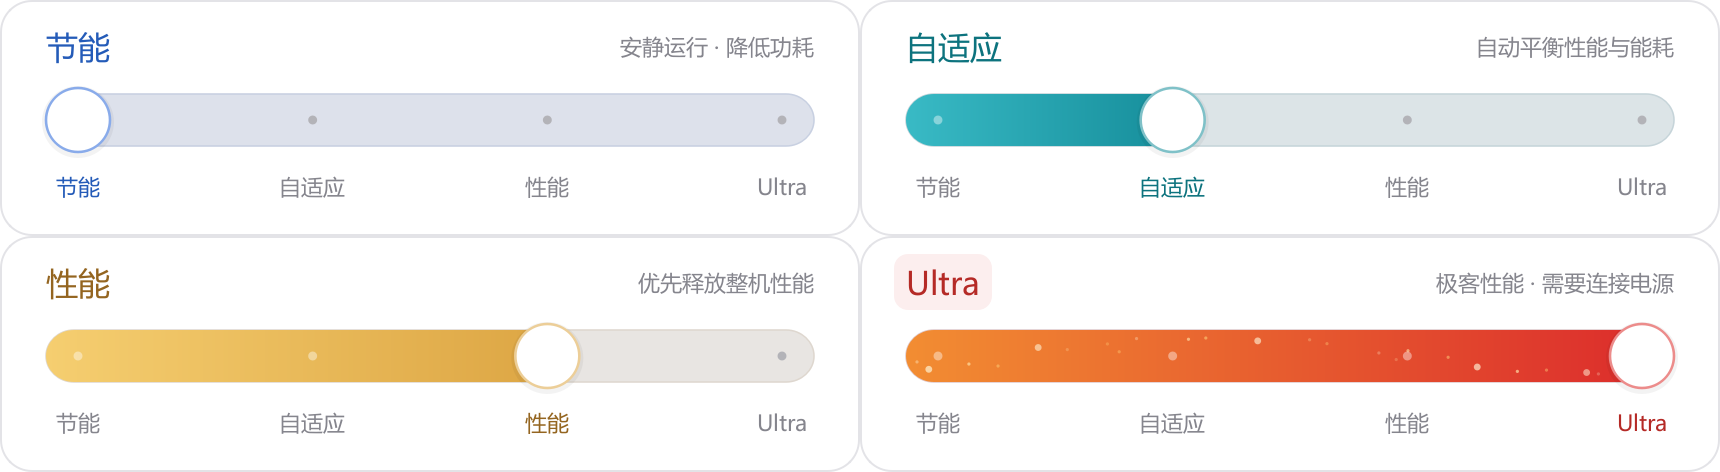 节能
安静运行 · 降低功耗
节能 自适应 性能 Ultra
自适应
自动平衡性能与能耗
节能 自适应 性能 Ultra
性能
优先释放整机性能
节能 自适应 性能 Ultra
Ultra
极客性能 · 需要连接电源
节能 自适应 性能 Ultra